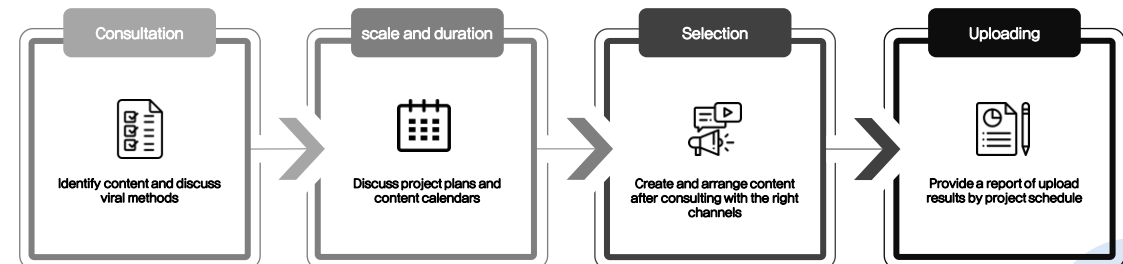 Consultation
Identify content and discuss
viral methods
scale and duration
Discuss project plans and
content calendars
Selection
Create and arrange content
after consulting with the right
channels
Uploading
Provide a report of upload
results by project schedule